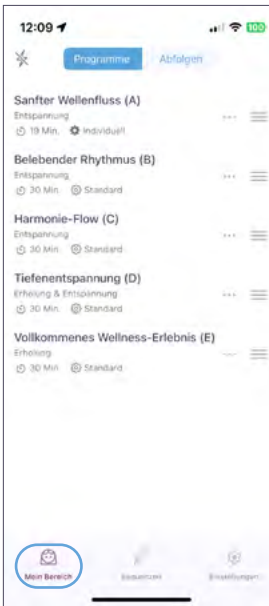 12:09
100
Programme Abfolgen
Sanfter Wellenfluss (A)
Entspannung
19 Min. Individuell
Belebender Rhythmus (B)
Entspannung
30 Min. Standard
Harmonie-Flow (C)
Entspannung
30 Min. Standard
Tiefenentspannung (D)
Erholung & Entspannung
30 Min. Standard
Vollkommenes Wellness-Erlebnis (E)
Erholung
30 Min. Standard
Mein Bereich Einstellungen